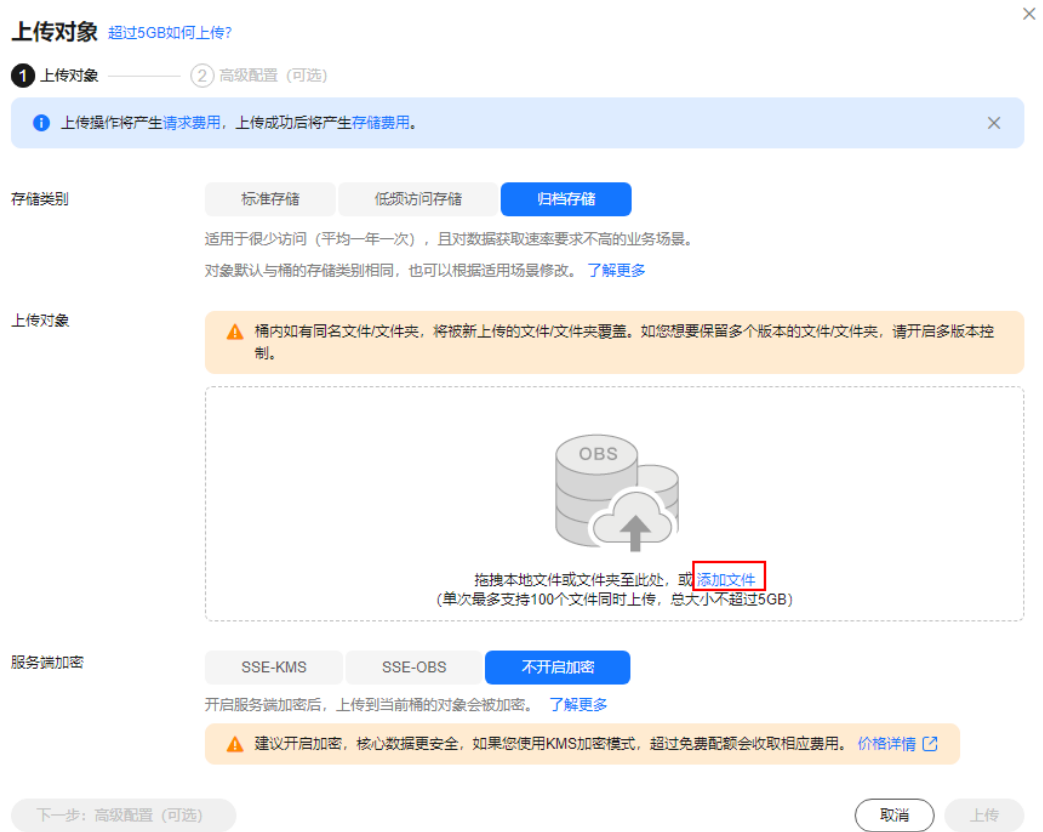 上传对象 超过5GB如何上传?
1 上传对象 2 高级配置（可选）
上传操作将产生请求费用，上传成功后将产生存储费用。
存储类别 标准存储 低频访问存储 归档存储
适用于很少访问（平均一年一次），且对数据获取速率要求不高的业务场景。
对象默认与桶的存储类别相同，也可以根据适用场景修改。 了解更多
上传对象
桶内如有同名文件/文件夹，将被新上传的文件/文件夹覆盖。如您想要保留多个版本的文件/文件夹，请开启多版本控
制。
OBS
拖拽本地文件或文件夹至此处，或 添加文件
(单次最多支持100个文件同时上传，总大小不超过5GB)
服务端加密 SSE-KMS SSE-OBS 不开启加密
开启服务端加密后，上传到当前桶的对象会被加密。 了解更多
建议开启加密，核心数据更安全，如果您使用KMS加密模式，超过免费配额会收取相应费用。 价格详情
下一步：高级配置（可选） 取消 上传